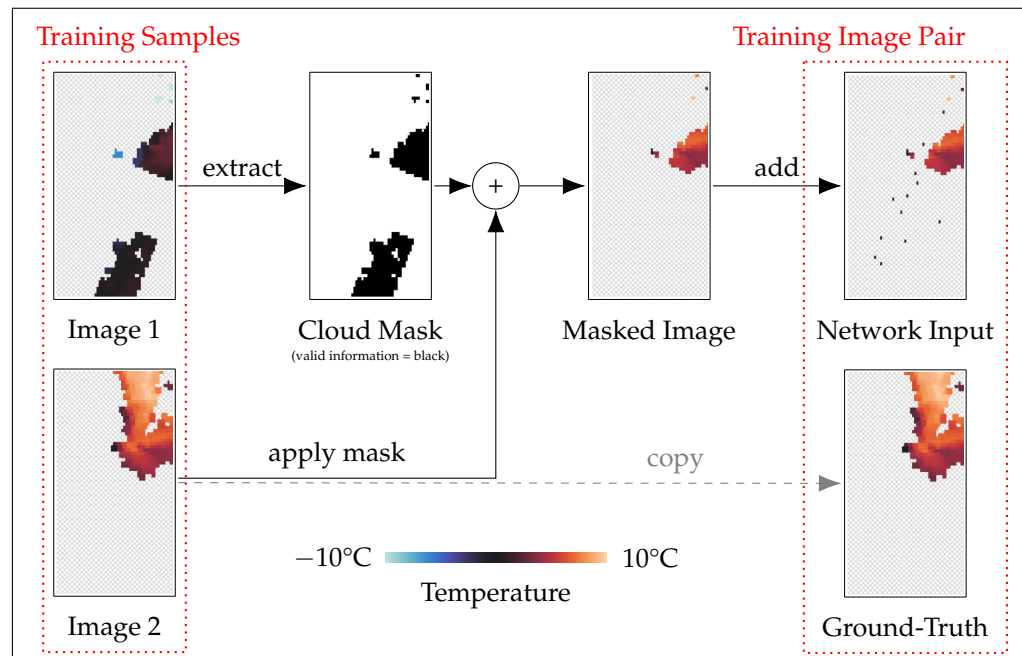 Training Samples
Training Image Pair
extract
+
add
Image 1
Cloud Mask
(valid information = black)
Masked Image
Network Input
apply mask
copy
−10°C
10°C
Temperature
Image 2
Ground-Truth